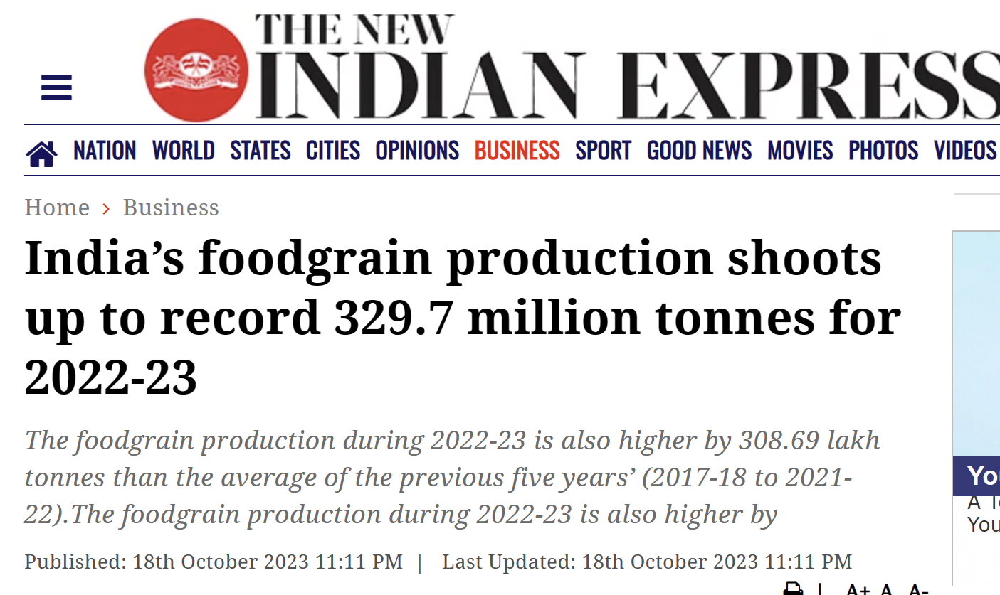 THE NEW
INDIAN EXPRESS
NATION WORLD STATES CITIES OPINIONS BUSINESS SPORT GOOD NEWS MOVIES PHOTOS VIDEOS
Home > Business
India’s foodgrain production shoots
up to record 329.7 million tonnes for
2022-23
The foodgrain production during 2022-23 is also higher by 308.69 lakh
tonnes than the average of the previous five years’ (2017-18 to 2021-
22).The foodgrain production during 2022-23 is also higher by
Published: 18th October 2023 11:11 PM | Last Updated: 18th October 2023 11:11 PM
A
You
| A+ A A-